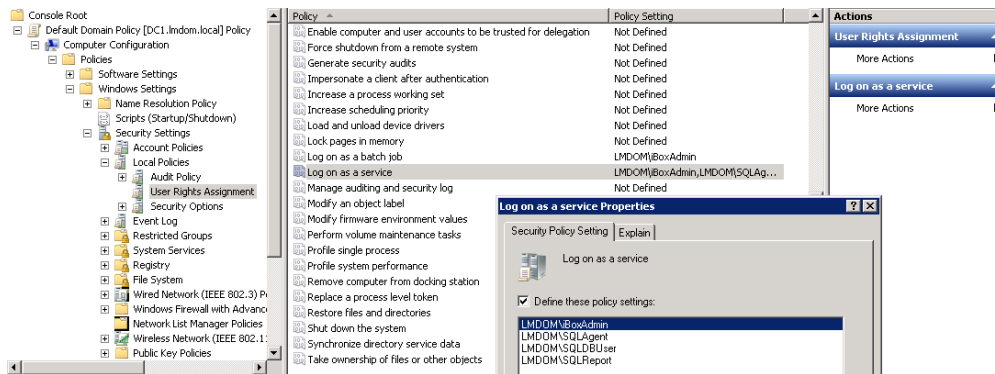 Console Root
Default Domain Policy [DC1.lmdom.local] Policy
Computer Configuration
Policies
Software Settings
Windows Settings
Name Resolution Policy
Scripts (Startup/Shutdown)
Security Settings
Account Policies
Local Policies
Audit Policy
User Rights Assignment
Security Options
Event Log
Restricted Groups
System Services
Registry
File System
Wired Network (IEEE 802.3) P
Windows Firewall with Advanc
Network List Manager Policies
Wireless Network (IEEE 802.1
Public Key Policies
Policy Policy Setting
Enable computer and user accounts to be trusted for delegation Not Defined
Force shutdown from a remote system Not Defined
Generate security audits Not Defined
Impersonate a client after authentication Not Defined
Increase a process working set Not Defined
Increase scheduling priority Not Defined
Load and unload device drivers Not Defined
Lock pages in memory Not Defined
Log on as a batch job LMDOM\iBoxAdmin
Log on as a service LMDOM\iBoxAdmin,LMDOM\SQLAg...
Manage auditing and security log Not Defined
Modify an object label
Modify firmware environment values
Perform volume maintenance tasks
Profile single process
Profile system performance
Remove computer from docking station
Replace a process level token
Restore files and directories
Shut down the system
Synchronize directory service data
Take ownership of files or other objects
Log on as a service Properties
Security Policy Setting Explain
Log on as a service
Define these policy settings:
LMDOM\iBoxAdmin
LMDOM\SQLAgent
LMDOM\SQLDBUser
LMDOM\SQLReport
Actions
User Rights Assignment
More Actions
Log on as a service
More Actions